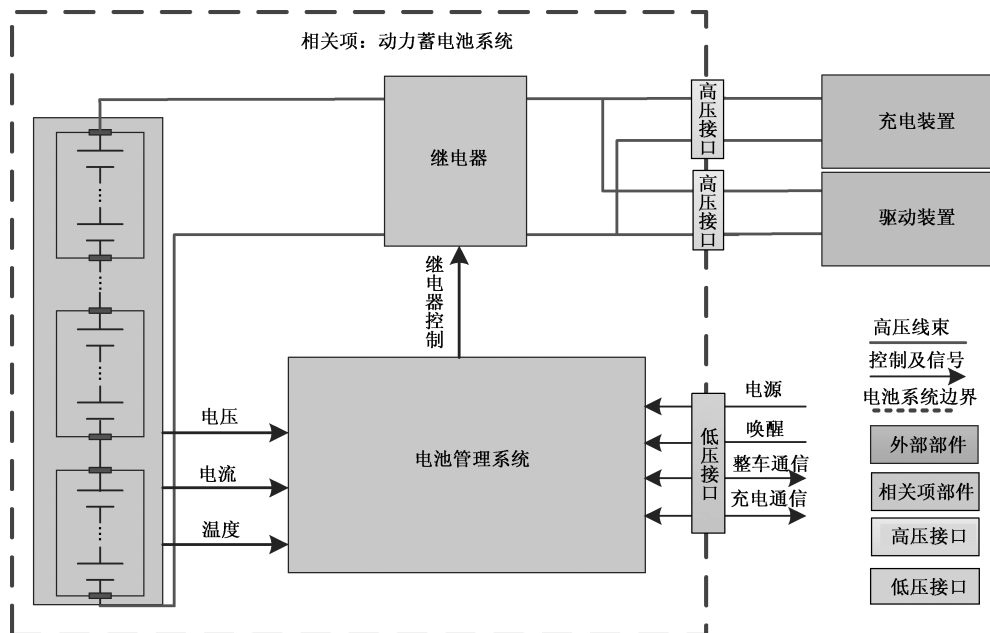 相关项：动力蓄电池系统
高压接口
充电装置
继电器
高压接口
驱动装置
继电器控制
高压线束
控制及信号
电池系统边界
电压
电流
温度
电池管理系统
低压接口
电源
唤醒
整车通信
充电通信
外部部件
相关项部件
高压接口
低压接口